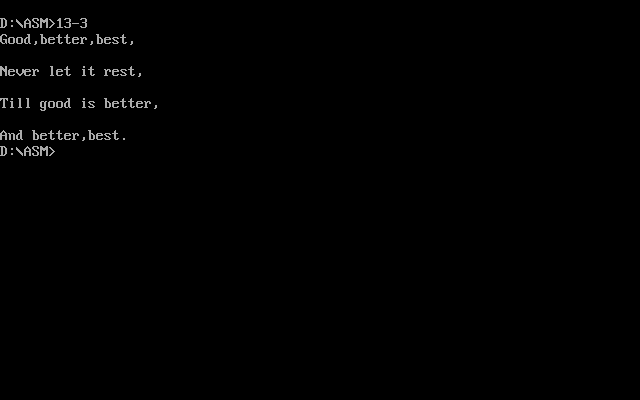 D:\ASM>13-3
Good,better,best,
Never let it rest,
Till good is better,
And better,best.
D:\ASM>